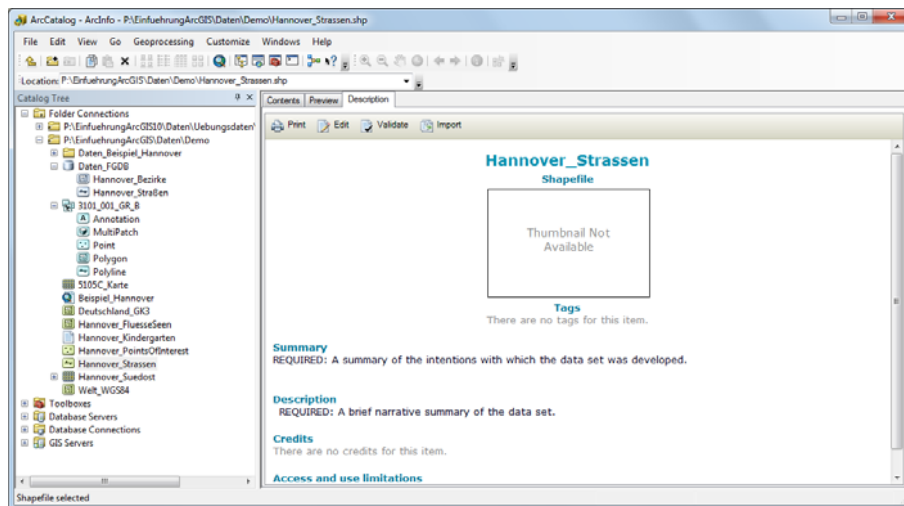 ArcCatalog - ArcInfo - P:\EinfuehrungArcGIS\Daten\Demo\Hannover_Strassen.shp
File Edit View Go Geoprocessing Customize Windows Help
Location: P:\EinfuehrungArcGIS\Daten\Demo\Hannover_Strassen.shp
Catalog Tree
Contents Preview Description
Folder Connections
P:\EinfuehrungArcGIS10\Daten\Uebungsdaten\
P:\EinfuehrungArcGIS\Daten\Demo
Daten_Beispiel_Hannover
Daten_FGDB
Hannover_Bezirke
Hannover_Straßen
3101_001_GR_B
Annotation
MultiPatch
Point
Polygon
Polyline
5105C_Karte
Beispiel_Hannover
Deutschland_GK3
Hannover_FluesseSeen
Hannover_Kindergarten
Hannover_PointsOfInterest
Hannover_Strassen
Hannover_Suedost
Welt_WGS84
Toolboxes
Database Servers
Database Connections
GIS Servers
Print Edit Validate Import
Hannover_Strassen
Shapefile
Thumbnail Not
Available
Tags
There are no tags for this item.
Summary
REQUIRED: A summary of the intentions with which the data set was developed.
Description
REQUIRED: A brief narrative summary of the data set.
Credits
There are no credits for this item.
Access and use limitations
Shapefile selected